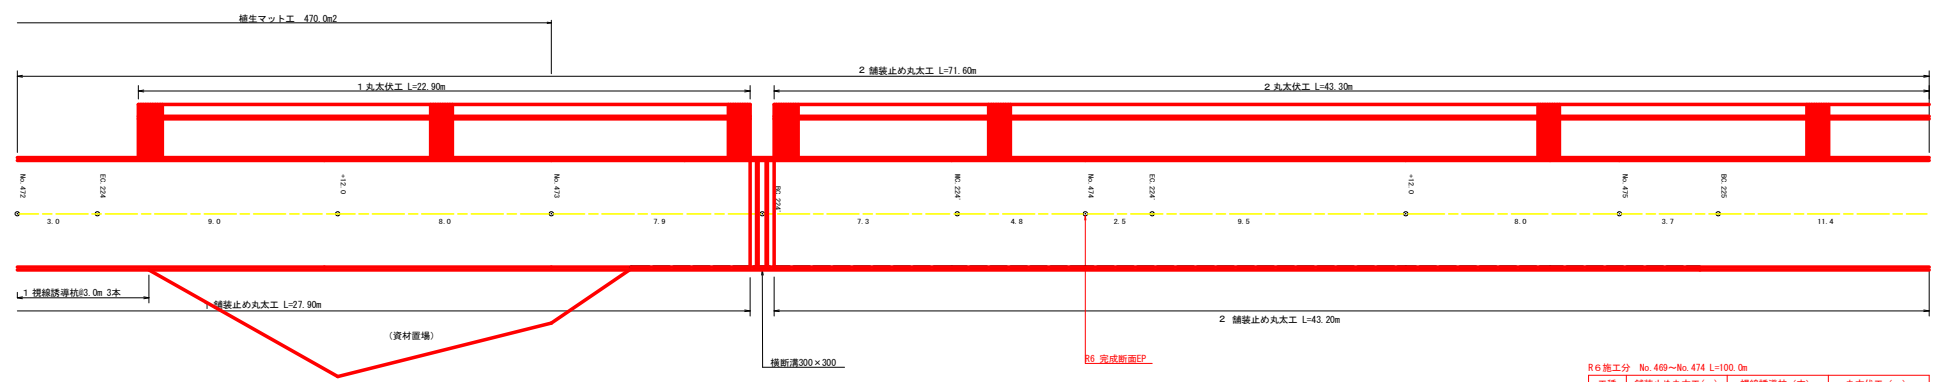 植生マット工 470.0m2
2 舗装止め丸太工 L=71.60m
1 丸太伏工 L=22.90m
2 丸太伏工 L=43.30m
No.472
EC.224
+12.0
No.473
BC.224'
MC.224'
No.474
EC.224'
+12.0
No.475
BC.225
3.0
9.0
8.0
7.9
7.3
4.8
2.5
9.5
8.0
3.7
11.4
1 視線誘導杭@3.0m 3本
舗装止め丸太工 L=27.90m
2 舗装止め丸太工 L=43.20m
(資材置場)
横断溝300×300
R6 完成断面EP
R6施工分 No.469～No.474 L=100.0m